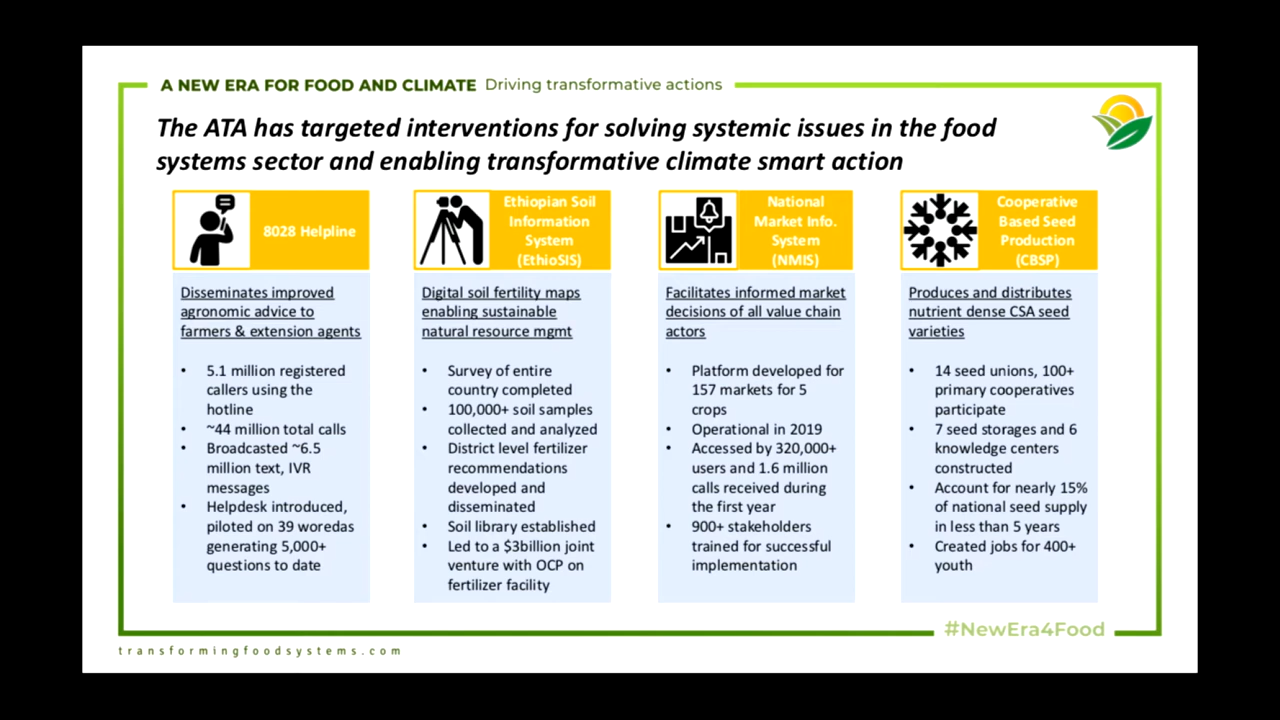 A NEW ERA FOR FOOD AND CLIMATE Driving transformative actions
The ATA has targeted interventions for solving systemic issues in the food
systems sector and enabling transformative climate smart action
8028 Helpline
Disseminates improved
agronomic advice to
farmers & extension agents
• 5.1 million registered
callers using the
hotline
• ~44 million total calls
• Broadcasted ~6.5
million text, IVR
messages
• Helpdesk introduced,
piloted on 39 woredas
generating 5,000+
questions to date
Ethiopian Soil
Information
System
(EthioSIS)
Digital soil fertility maps
enabling sustainable
natural resource mgmt
• Survey of entire
country completed
• 100,000+ soil samples
collected and analyzed
• District level fertilizer
recommendations
developed and
disseminated
• Soil library established
• Led to a $3billion joint
venture with OCP on
fertilizer facility
National
Market Info.
System
(NMIS)
Facilitates informed market
decisions of all value chain
actors
• Platform developed for
157 markets for 5
crops
• Operational in 2019
• Accessed by 320,000+
users and 1.6 million
calls received during
the first year
• 900+ stakeholders
trained for successful
implementation
Cooperative
Based Seed
Production
(CBSP)
Produces and distributes
nutrient dense CSA seed
varieties
• 14 seed unions, 100+
primary cooperatives
participate
• 7 seed storages and 6
knowledge centers
constructed
• Account for nearly 15%
of national seed supply
in less than 5 years
• Created jobs for 400+
youth
#NewEra4Food
transformingfoodsystems.com